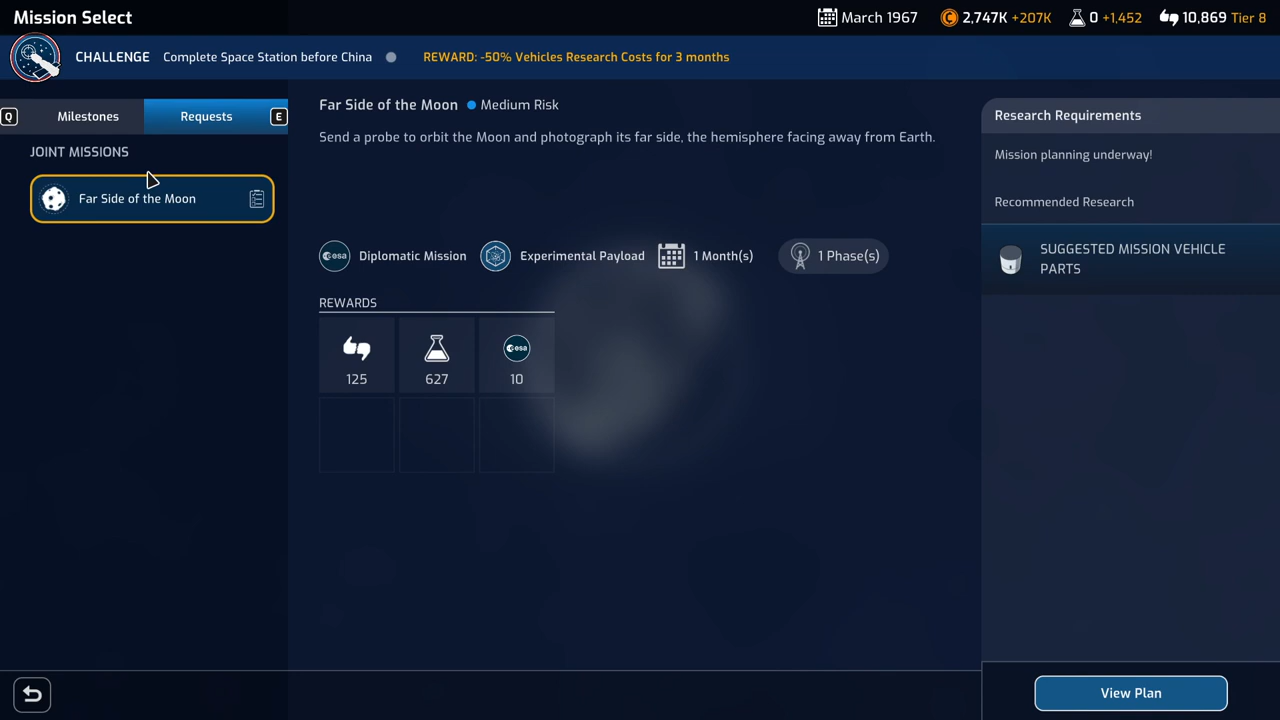 Mission Select
March 1967
2,747K +207K
0 +1,452
10,869 Tier 8
CHALLENGE Complete Space Station before China
REWARD: -50% Vehicles Research Costs for 3 months
Q Milestones Requests E
JOINT MISSIONS
Far Side of the Moon
Far Side of the Moon Medium Risk
Send a probe to orbit the Moon and photograph its far side, the hemisphere facing away from Earth.
esa Diplomatic Mission Experimental Payload 1 Month(s) 1 Phase(s)
REWARDS
esa
125 627 10
Research Requirements
Mission planning underway!
Recommended Research
SUGGESTED MISSION VEHICLE
PARTS
View Plan